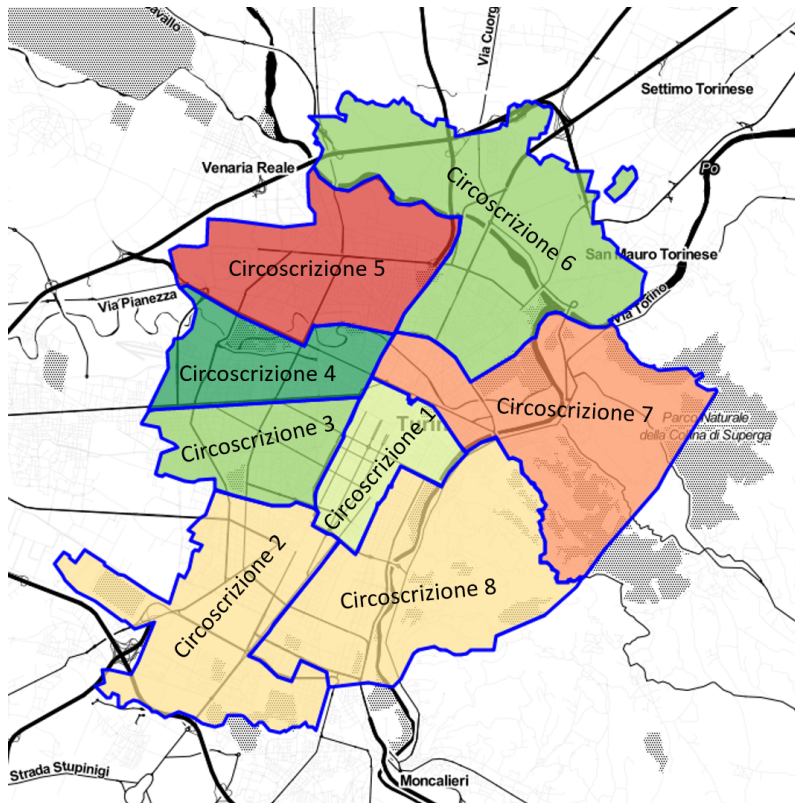 Via Cuorg
Settimo Torinese
Venaria Reale
Po
Circoscrizione 6
San Mauro Torinese
Circoscrizione 5
Via Pianezza
Via Torino
Circoscrizione 4
Circoscrizione 7
Parco Naturale
della Collina di Superga
Circoscrizione 3
Circoscrizione 1
Circoscrizione 2
Circoscrizione 8
Strada Stupinigi
Moncalieri